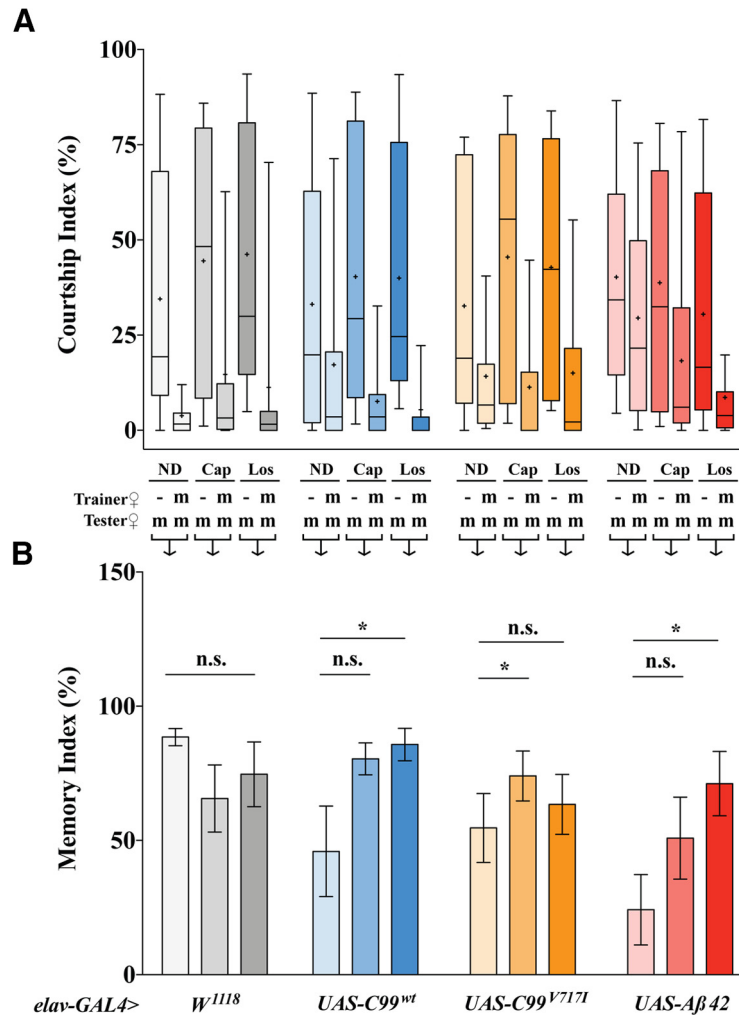 A
100
75
50
25
0
Courtship Index (%)
ND Cap Los ND Cap Los ND Cap Los ND Cap Los
Trainer♀ - m - m - m - m - m - m - m - m - m - m - m - m
Tester♀ m m m m m m m m m m m m m m m m m m m m m m m m
B
150
100
50
0
Memory Index (%)
n.s.
*
n.s.
n.s.
*
*
n.s.
elav-GAL4> W1118 UAS-C99wt UAS-C99V717I UAS-Aβ42